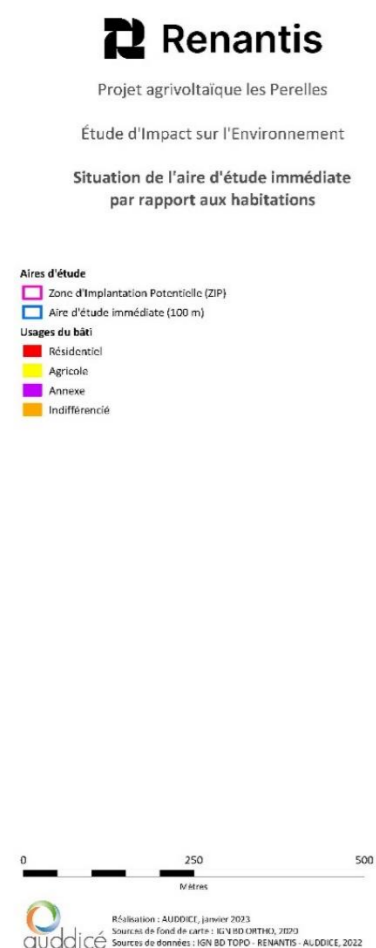 Renantis
Projet agrivoltaïque les Perelles
Étude d'Impact sur l'Environnement
Situation de l'aire d'étude immédiate
par rapport aux habitations
Aires d'étude
Zone d'Implantation Potentielle (ZIP)
Aire d'étude immédiate (100 m)
Usages du bâti
Résidentiel
Agricole
Annexe
Indifférencié
0 250 500
Mètres
auddicé
Réalisation : AUDDICE, janvier 2023
Sources de fond de carte : IGN BD ORTHO, 2020
Sources de données : IGN BD TOPO - RENANTIS - AUDDICE, 2022